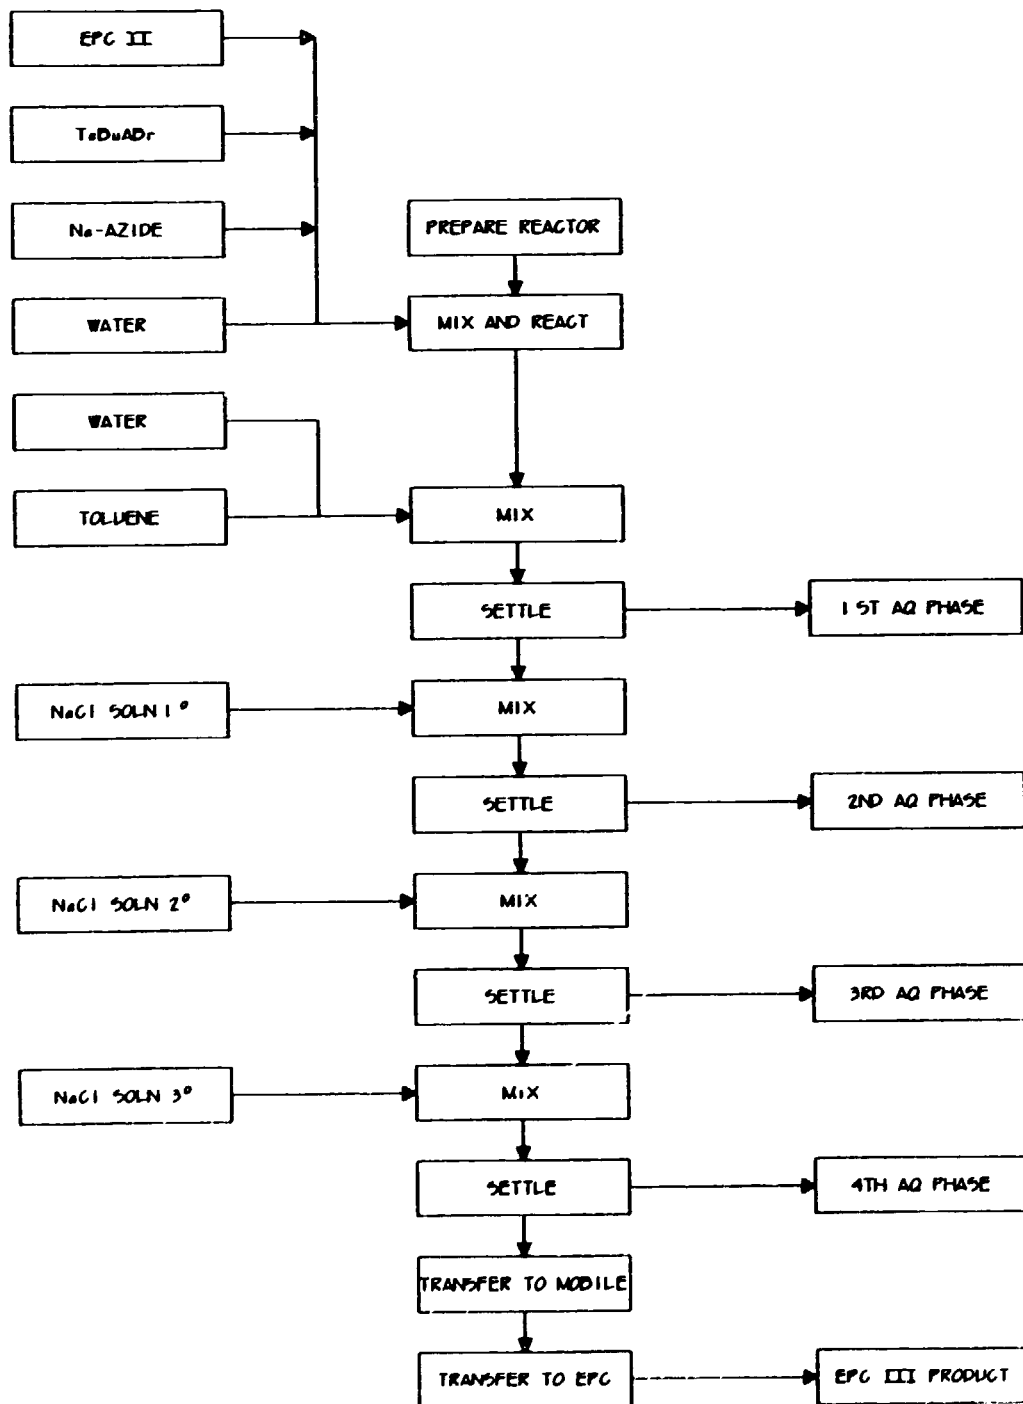 EPC III
TeBuABr
Na-AZIDE
PREPARE REACTOR
WATER
MIX AND REACT
WATER
TOLUENE
MIX
SETTLE
1 ST AQ PHASE
NaCl SOLN 1°
MIX
SETTLE
2ND AQ PHASE
NaCl SOLN 2°
MIX
SETTLE
3RD AQ PHASE
NaCl SOLN 3°
MIX
SETTLE
4TH AQ PHASE
TRANSFER TO MOBILE
TRANSFER TO EPC
EPC III PRODUCT